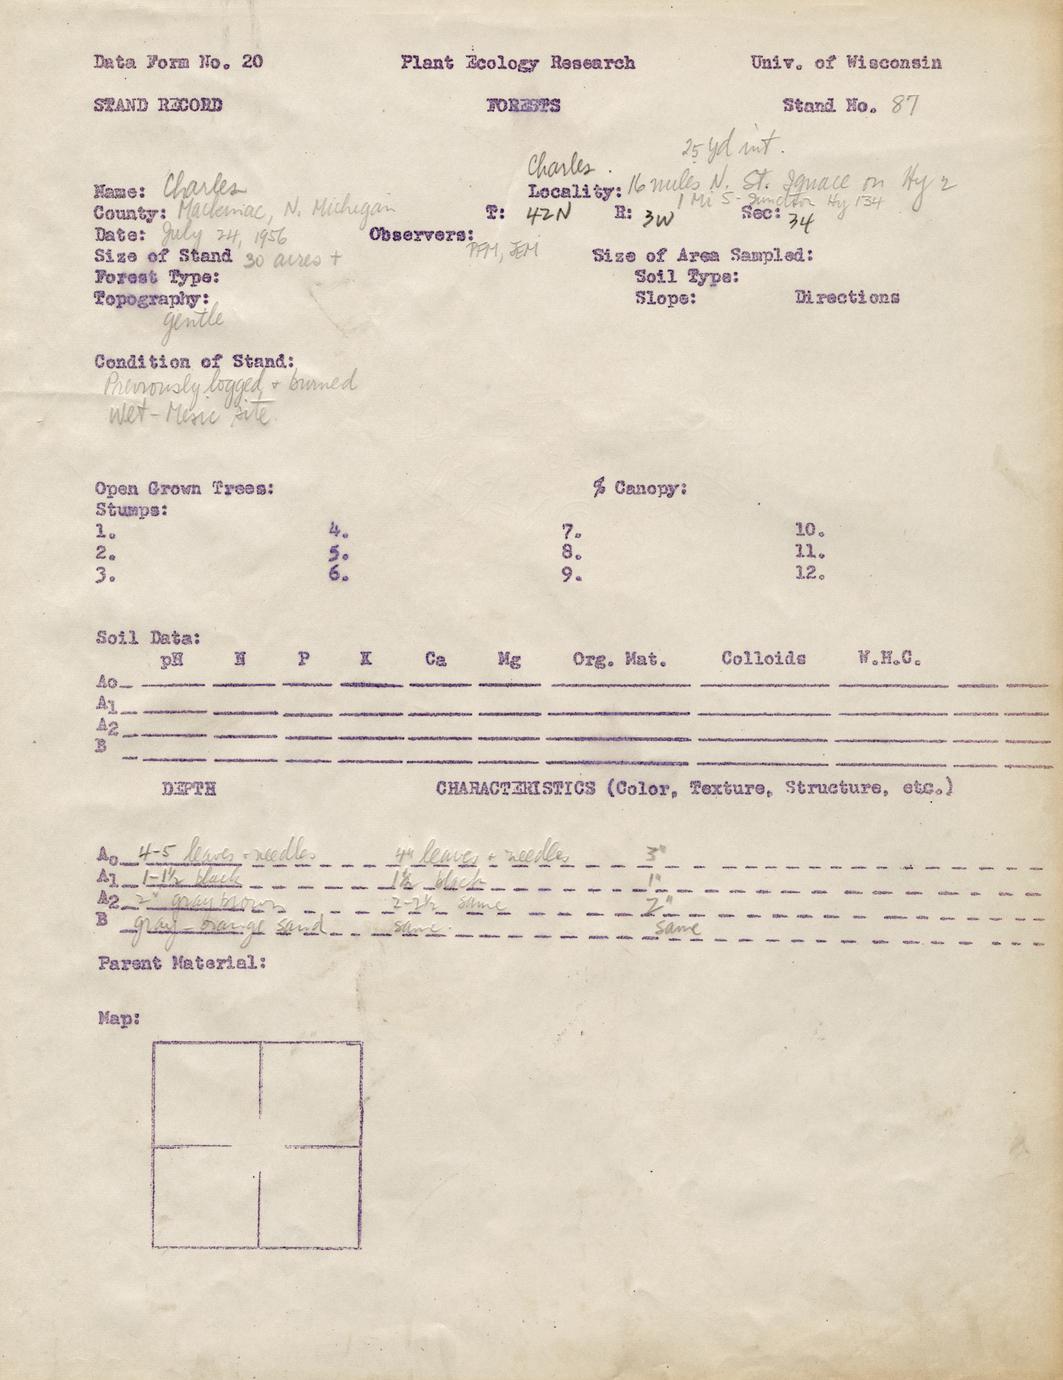 Data Form No. 20 Plant Ecology Research Univ. of Wisconsin
STAND RECORD FORESTS Stand No. 87
25 yd int.
Charles.
Name: Charles Locality: 16 miles N. St. Ignace on Hy 2
1 Mi S. Junction Hy 134
County: Mackinac, N. Michigan T: 42N R: 3W Sec: 34
Date: July 24, 1956 Observers: PFM, JEM
Size of Stand 30 acres + Size of Area Sampled:
Forest Type: Soil Type:
Topography: Slope: Directions
gentle
Condition of Stand:
Previously logged + burned
Wet-Mesic site.
Open Grown Trees: % Canopy:
Stumps:
1. 4. 7. 10.
2. 5. 8. 11.
3. 6. 9. 12.
Soil Data:
pH N P K Ca Mg Org. Mat. Colloids W.H.C.
Ao
A1
A2
B
DEPTH CHARACTERISTICS (Color, Texture, Structure, etc.)
Ao 4-5 leaves + needles 4" leaves + needles 3"
A1 1-1½ black 1½ black 1"
A2 2" gray brown 2-2½ same 2"
B gray-orange sand same. same
Parent Material:
Map: